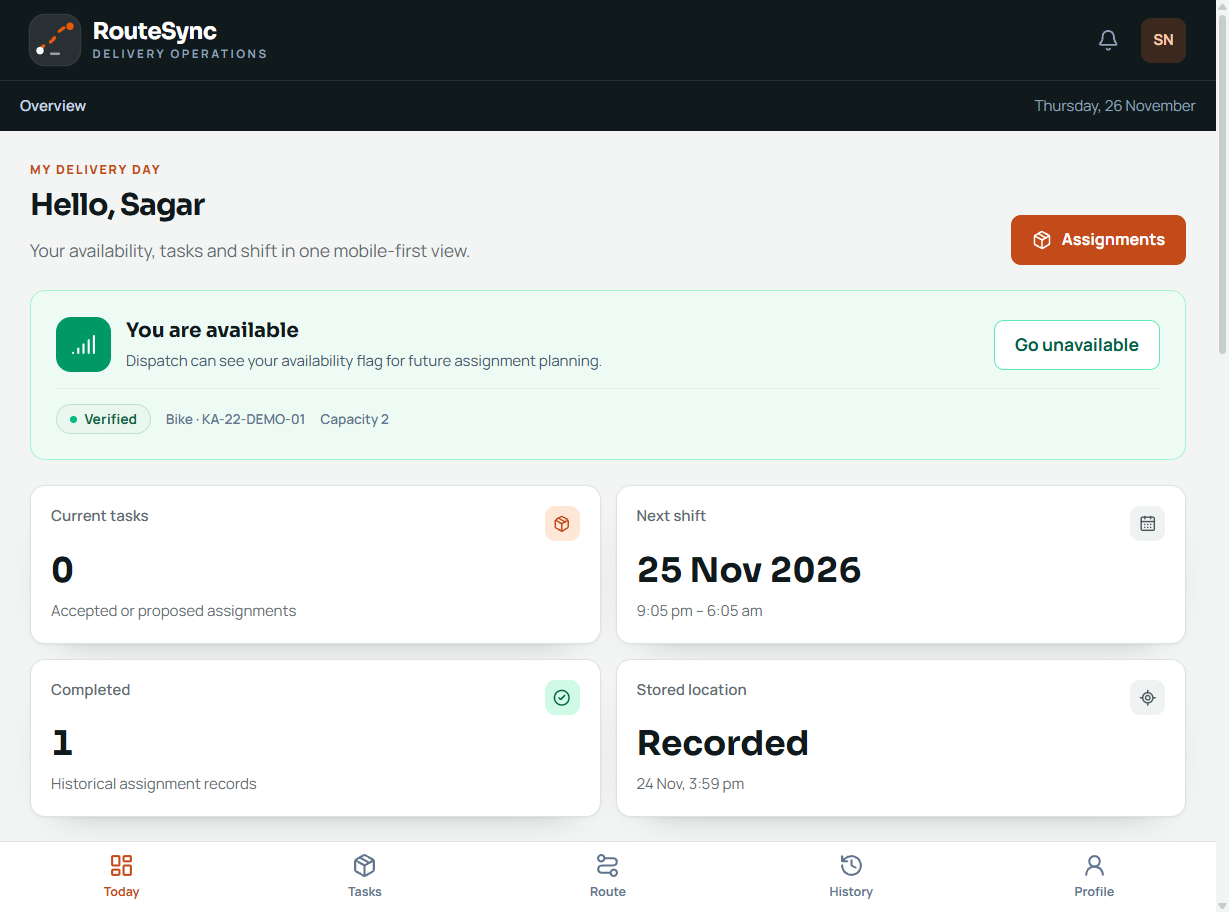 RouteSync
DELIVERY OPERATIONS
SN
Overview
Thursday, 26 November
MY DELIVERY DAY
Hello, Sagar
Your availability, tasks and shift in one mobile-first view.
Assignments
You are available
Dispatch can see your availability flag for future assignment planning.
Go unavailable
Verified
Bike · KA-22-DEMO-01
Capacity 2
Current tasks
0
Accepted or proposed assignments
Next shift
25 Nov 2026
9:05 pm – 6:05 am
Completed
1
Historical assignment records
Stored location
Recorded
24 Nov, 3:59 pm
Today
Tasks
Route
History
Profile